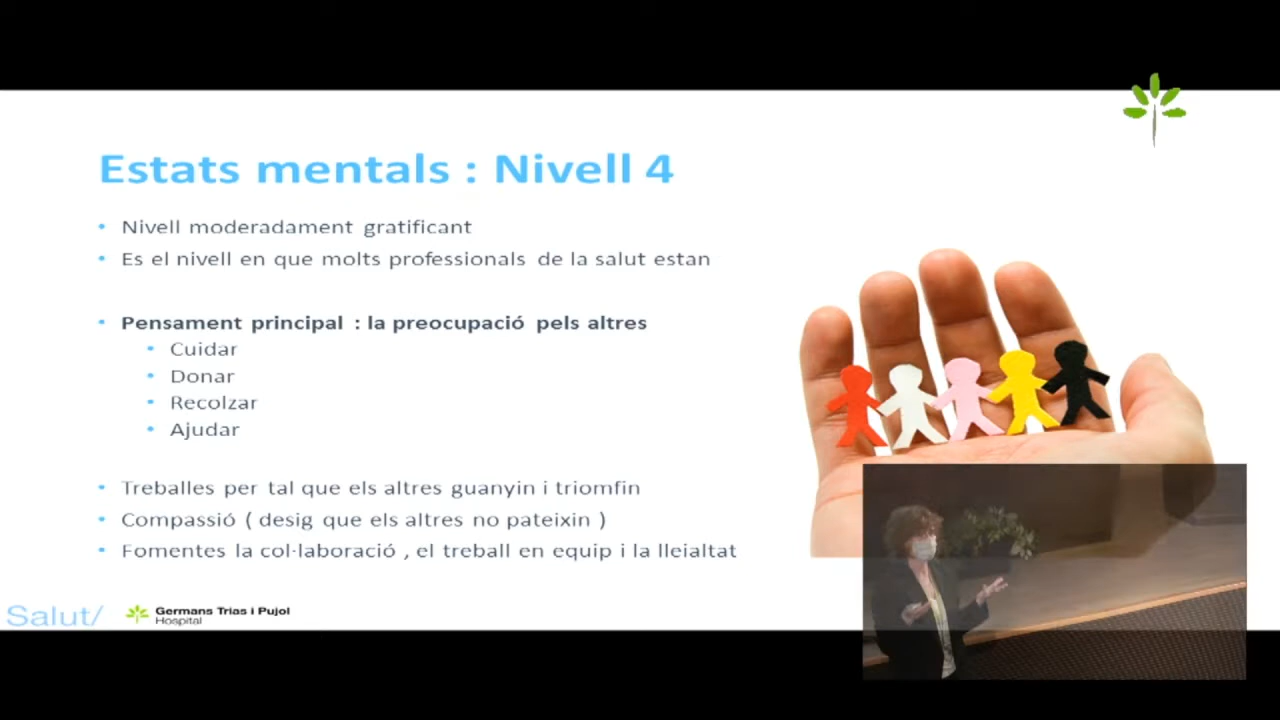 Estats mentals : Nivell 4
• Nivell moderadament gratificant
• Es el nivell en que molts professionals de la salut estan
• Pensament principal : la preocupació pels altres
• Cuidar
• Donar
• Recolzar
• Ajudar
• Treballes per tal que els altres guanyin i triomfin
• Compassió ( desig que els altres no pateixin )
• Fomentes la col·laboració , el treball en equip i la lleialtat
Salut/
Germans Trias i Pujol
Hospital